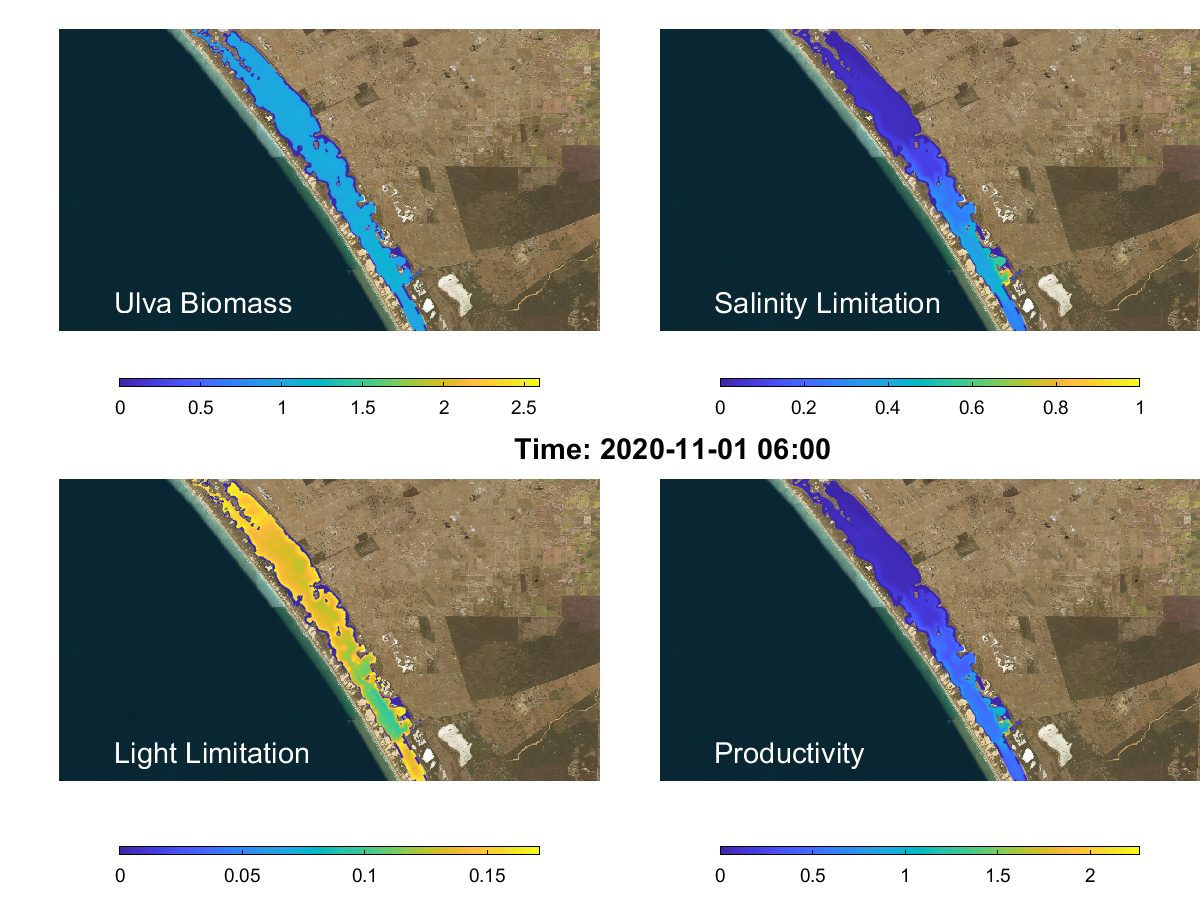 Ulva Biomass
Salinity Limitation
0 0.5 1 1.5 2 2.5
0 0.2 0.4 0.6 0.8 1
Time: 2020-11-01 06:00
Light Limitation
Productivity
0 0.05 0.1 0.15
0 0.5 1 1.5 2